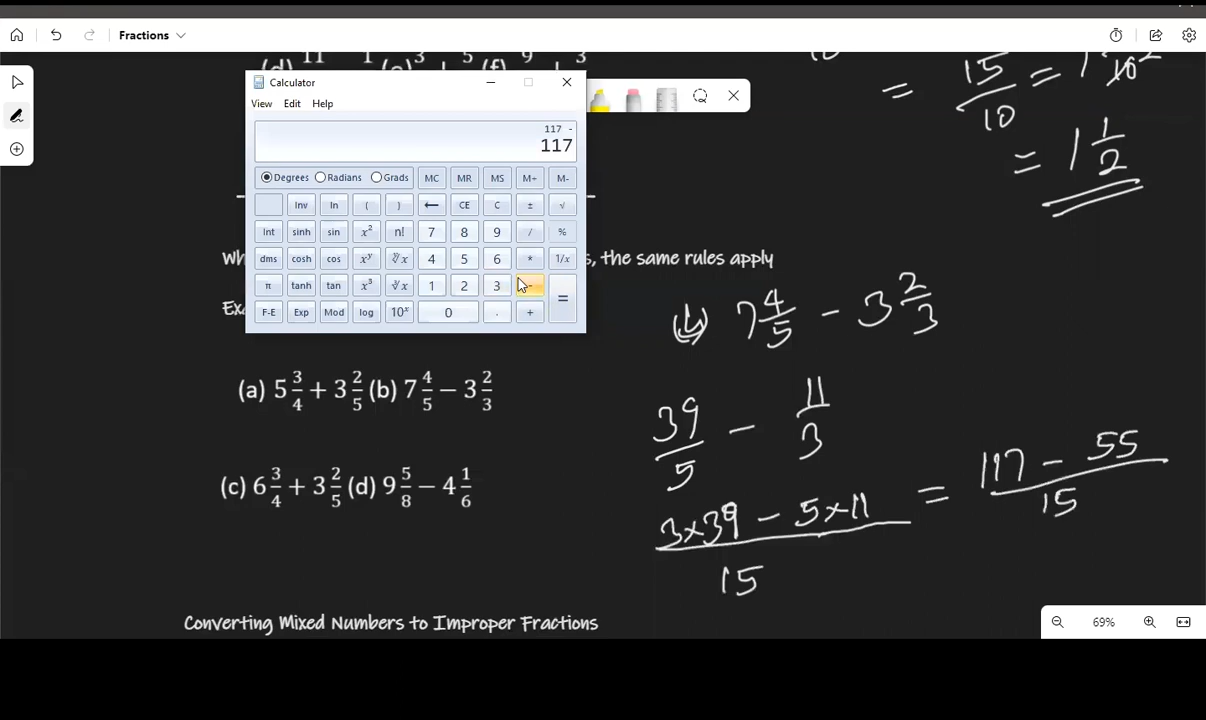 Fractions
Calculator
View Edit Help
117 -
117
Degrees Radians Grads MC MR MS M+ M-
Inv ln ( ) ← CE C ± √
Int sinh sin x² n! 7 8 9 / %
dms cosh cos xʸ ʸ√x 4 5 6 * 1/x
π tanh tan x³ ³√x 1 2 3 - =
F-E Exp Mod log 10ˣ 0 . +
15/10 = 1
= 1 1/2
, the same rules apply
(b) 7 4/5 - 3 2/3
(a) 5 3/4 + 3 2/5 (b) 7 4/5 - 3 2/3
39/5 - 11/3
(c) 6 3/4 + 3 2/5 (d) 9 5/8 - 4 1/6
3×39 - 5×11 / 15 = 117 - 55 / 15
Converting Mixed Numbers to Improper Fractions
69%